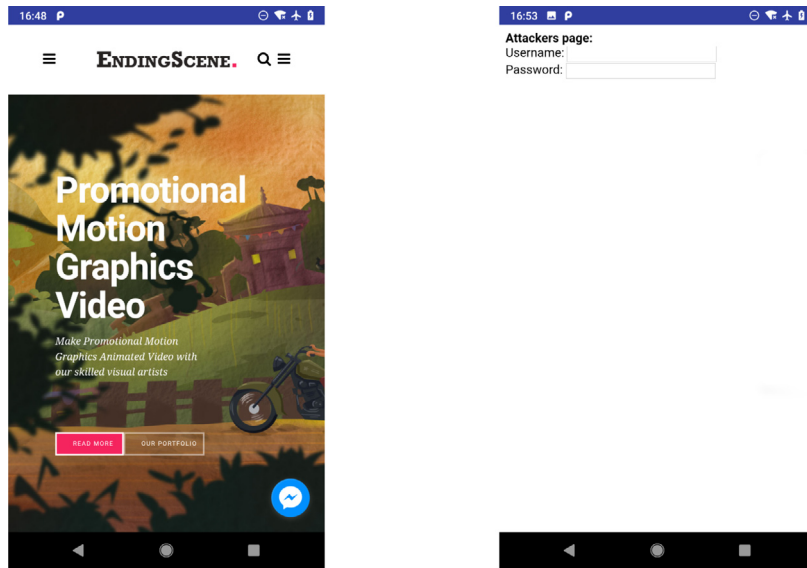 16:48
ENDINGSCENE.
Promotional
Motion
Graphics
Video
Make Promotional Motion
Graphics Animated Video with
our skilled visual artists
READ MORE
OUR PORTFOLIO
16:53
Attackers page:
Username:
Password: